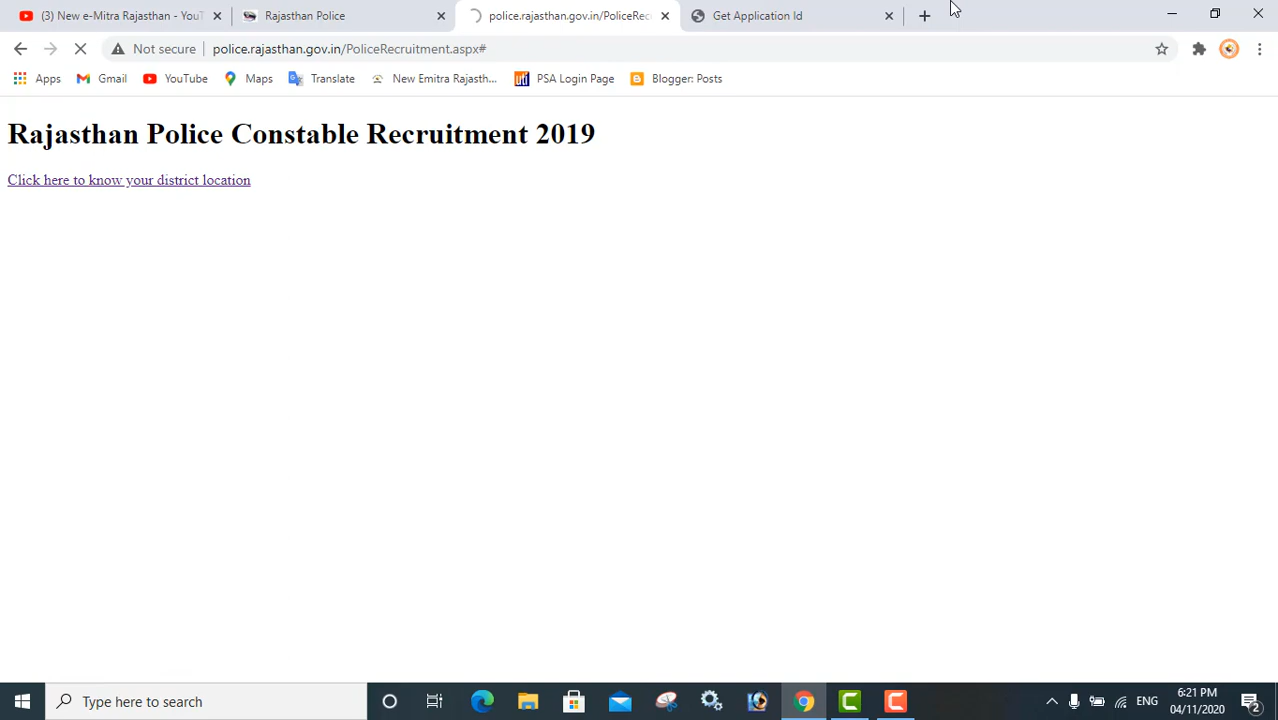 (3) New e-Mitra Rajasthan - YouT
Rajasthan Police
police.rajasthan.gov.in/PoliceRec
Get Application Id
Not secure
police.rajasthan.gov.in/PoliceRecruitment.aspx#
Apps
Gmail
YouTube
Maps
Translate
New Emitra Rajasth...
PSA Login Page
Blogger: Posts
Rajasthan Police Constable Recruitment 2019
Click here to know your district location
Type here to search
ENG
6:21 PM
04/11/2020
2